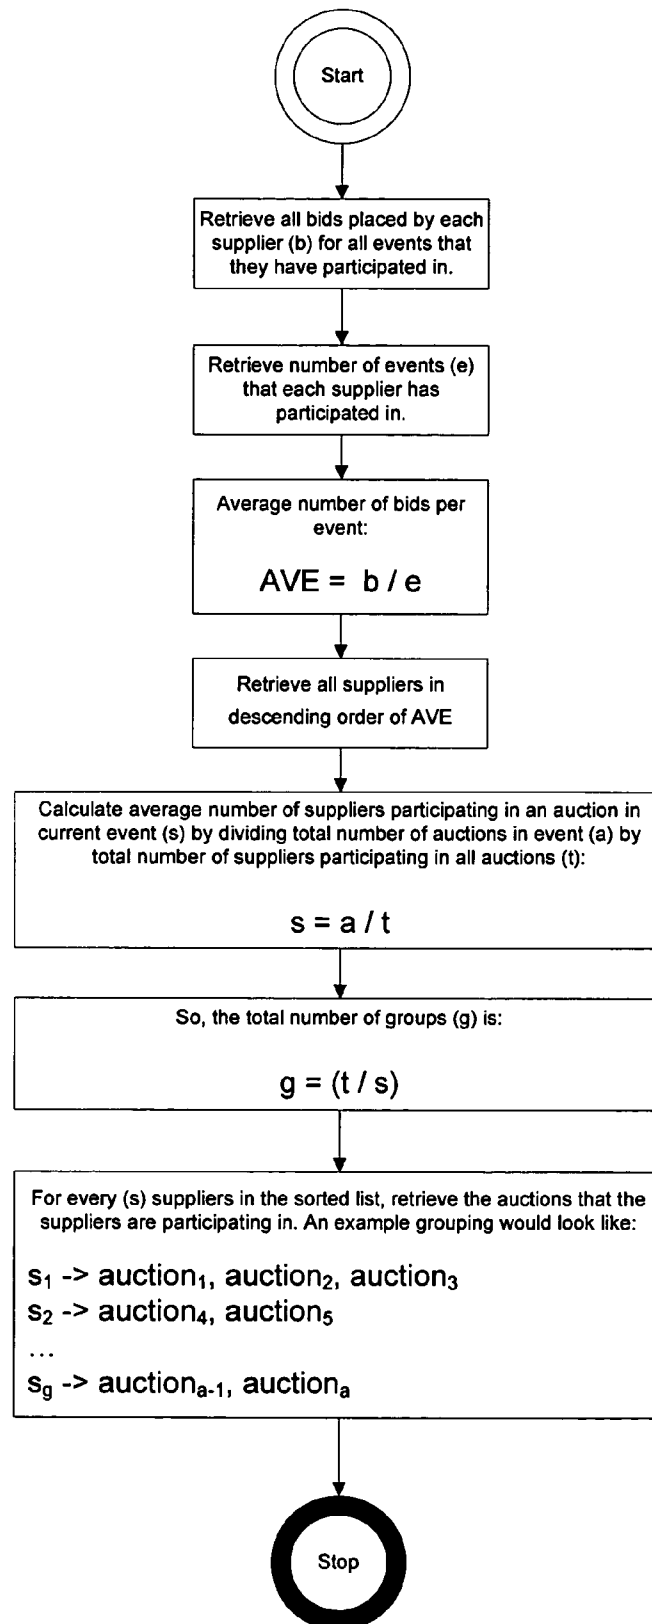 Start
Retrieve all bids placed by each
supplier (b) for all events that
they have participated in.
Retrieve number of events (e)
that each supplier has
participated in.
Average number of bids per
event:
AVE = b / e
Retrieve all suppliers in
descending order of AVE
Calculate average number of suppliers participating in an auction in
current event (s) by dividing total number of auctions in event (a) by
total number of suppliers participating in all auctions (t):
s = a / t
So, the total number of groups (g) is:
g = (t / s)
For every (s) suppliers in the sorted list, retrieve the auctions that the
suppliers are participating in. An example grouping would look like:
s₁ -> auction₁, auction₂, auction₃
s₂ -> auction₄, auction₅
...
s_g -> auction_{a-1}, auction_a
Stop